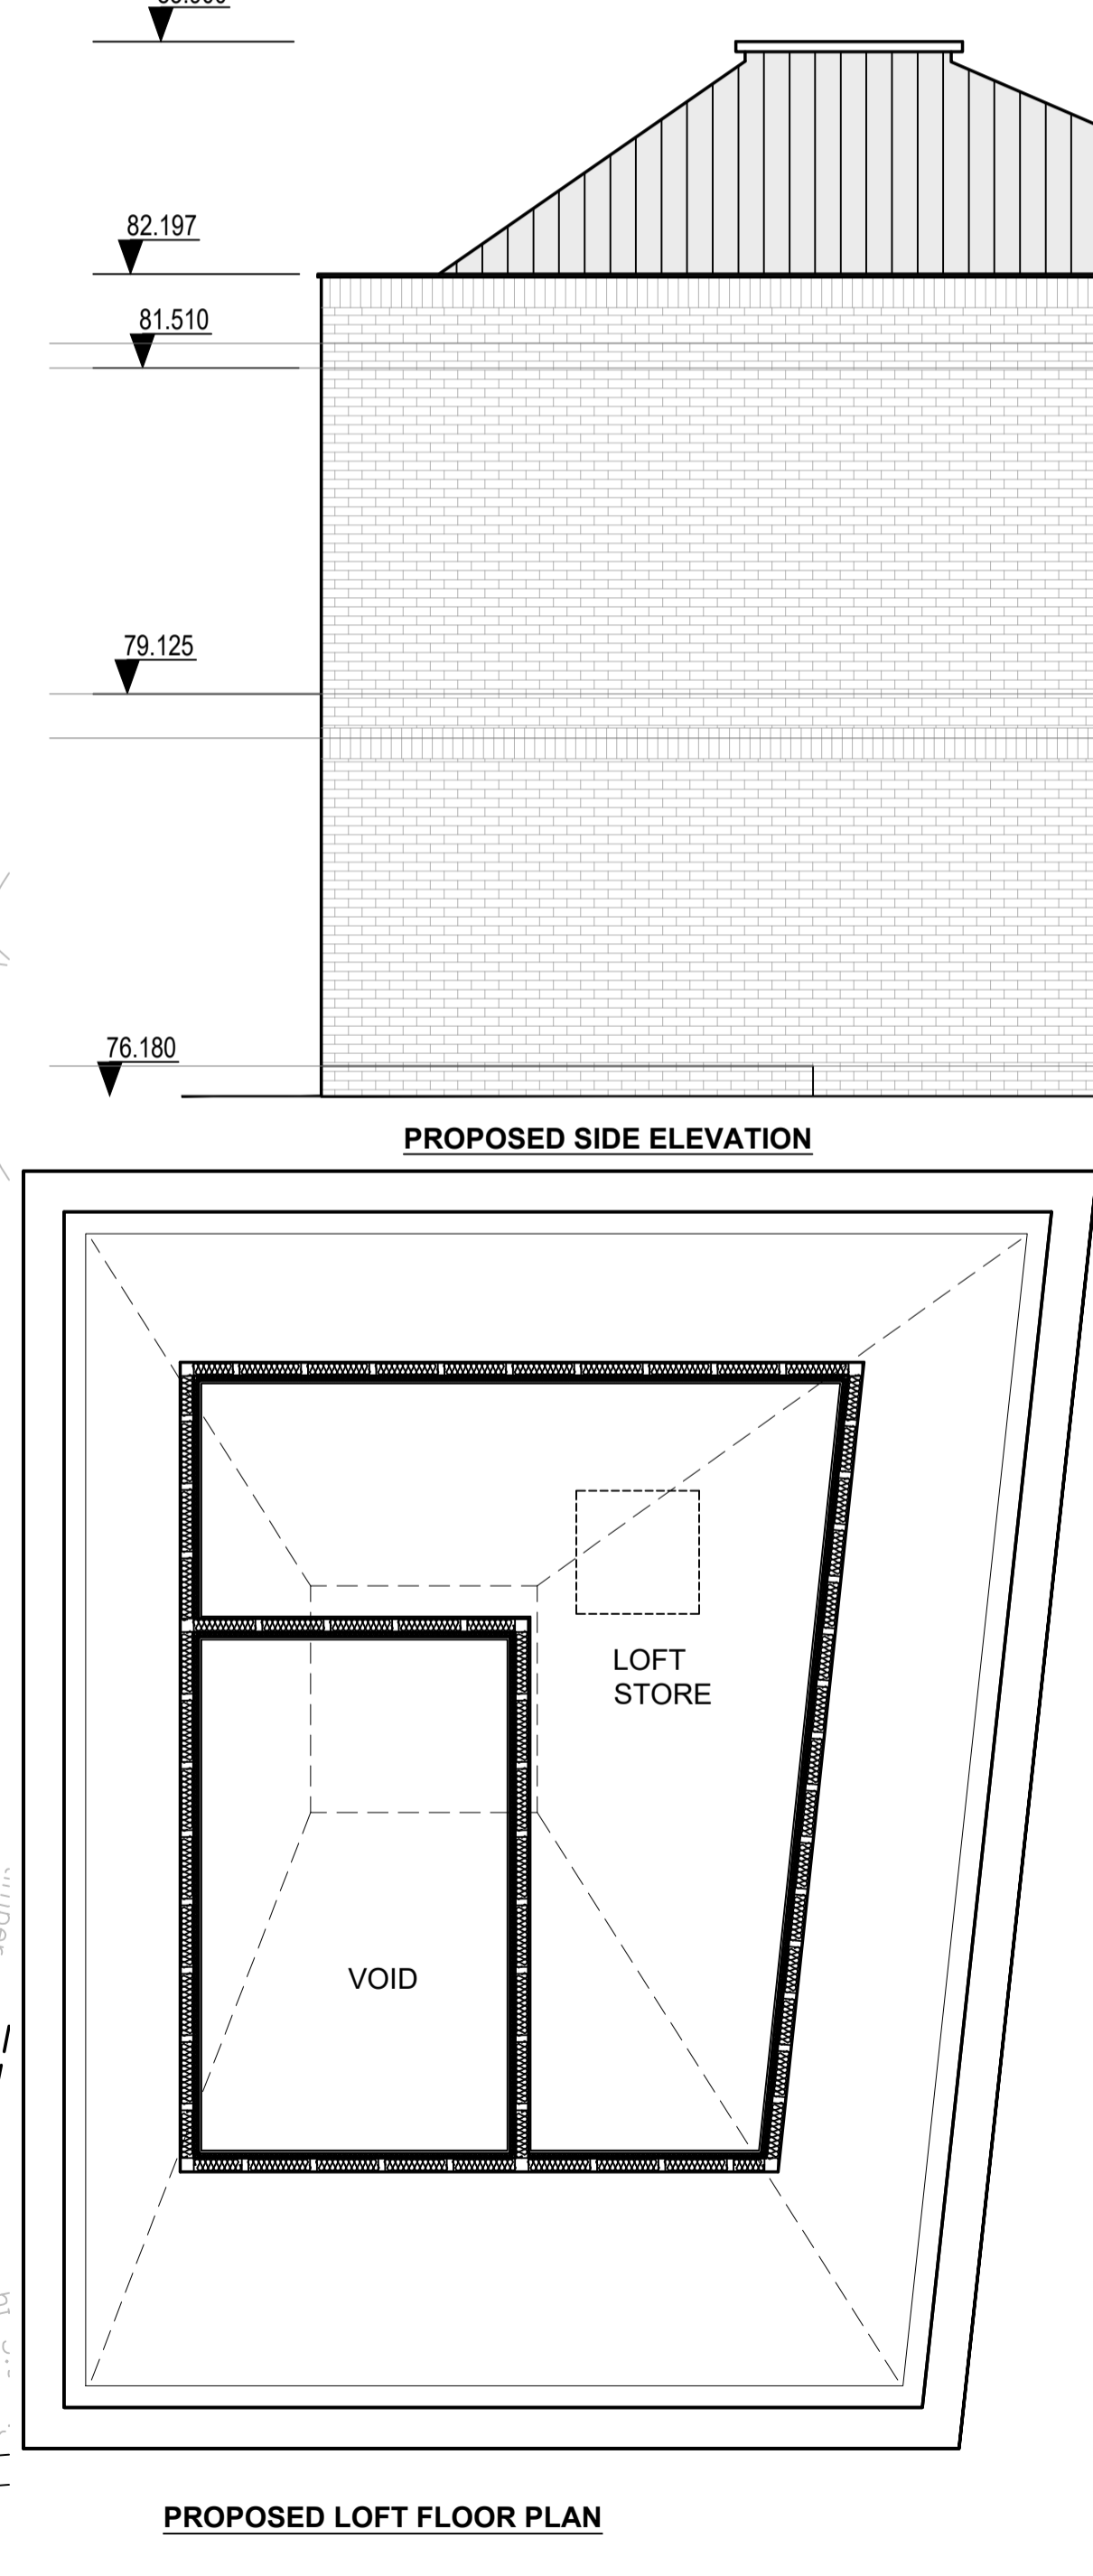 82.197
81.510
79.125
76.180
PROPOSED SIDE ELEVATION
LOFT
STORE
VOID
PROPOSED LOFT FLOOR PLAN